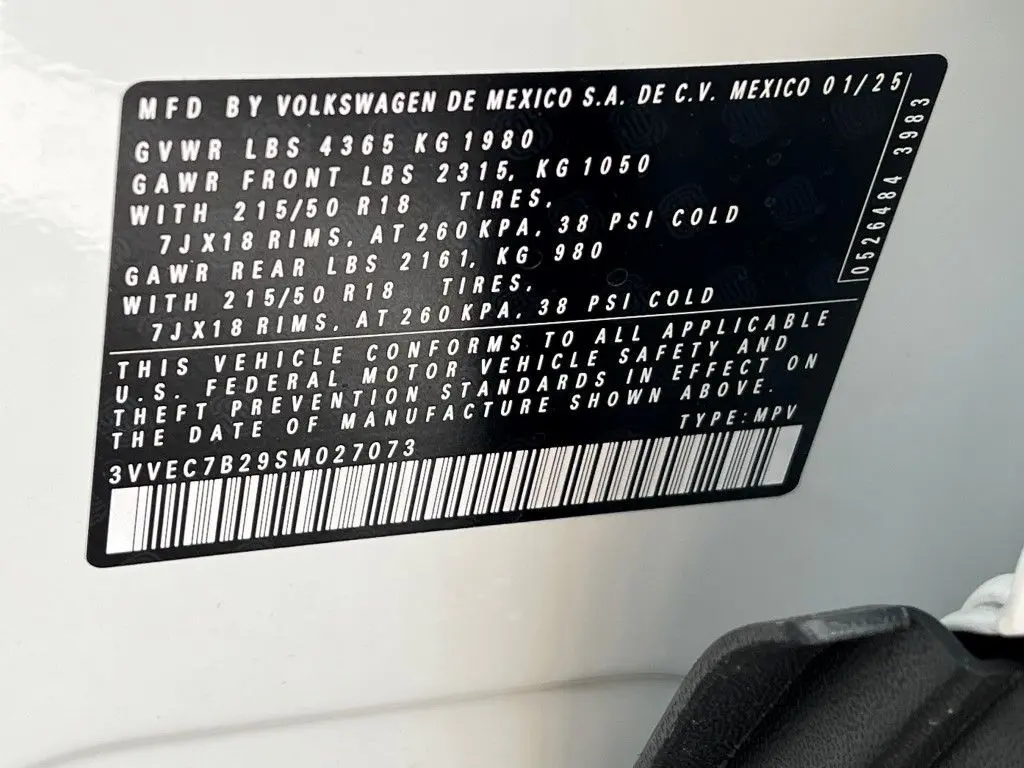 MFD BY VOLKSWAGEN DE MEXICO S.A. DE C.V. MEXICO 01/25
GVWR LBS 4365 KG 1980
GAWR FRONT LBS 2315, KG 1050
WITH 215/50 R18 TIRES,
7JX18 RIMS, AT 260 KPA, 38 PSI COLD
GAWR REAR LBS 2161, KG 980
WITH 215/50 R18 TIRES,
7JX18 RIMS, AT 260 KPA, 38 PSI COLD
0526484 3983
THIS VEHICLE CONFORMS TO ALL APPLICABLE
U.S. FEDERAL MOTOR VEHICLE SAFETY AND
THEFT PREVENTION STANDARDS IN EFFECT ON
THE DATE OF MANUFACTURE SHOWN ABOVE.
TYPE: MPV
3VVEC7B29SM027073